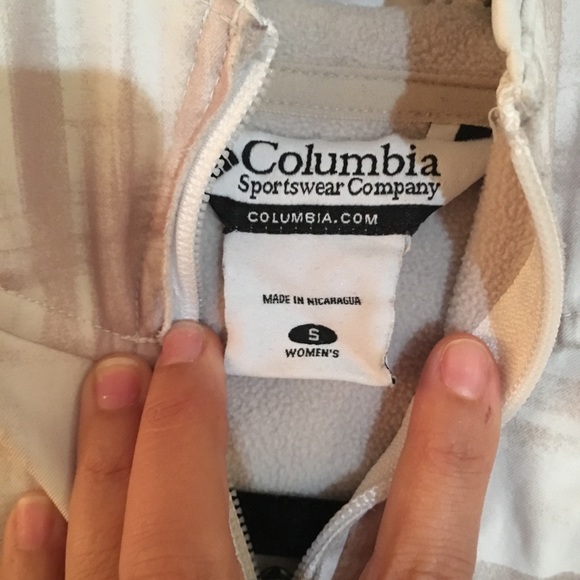 Columbia
Sportswear Company
COLUMBIA.COM
MADE IN NICARAGUA
S
WOMEN'S